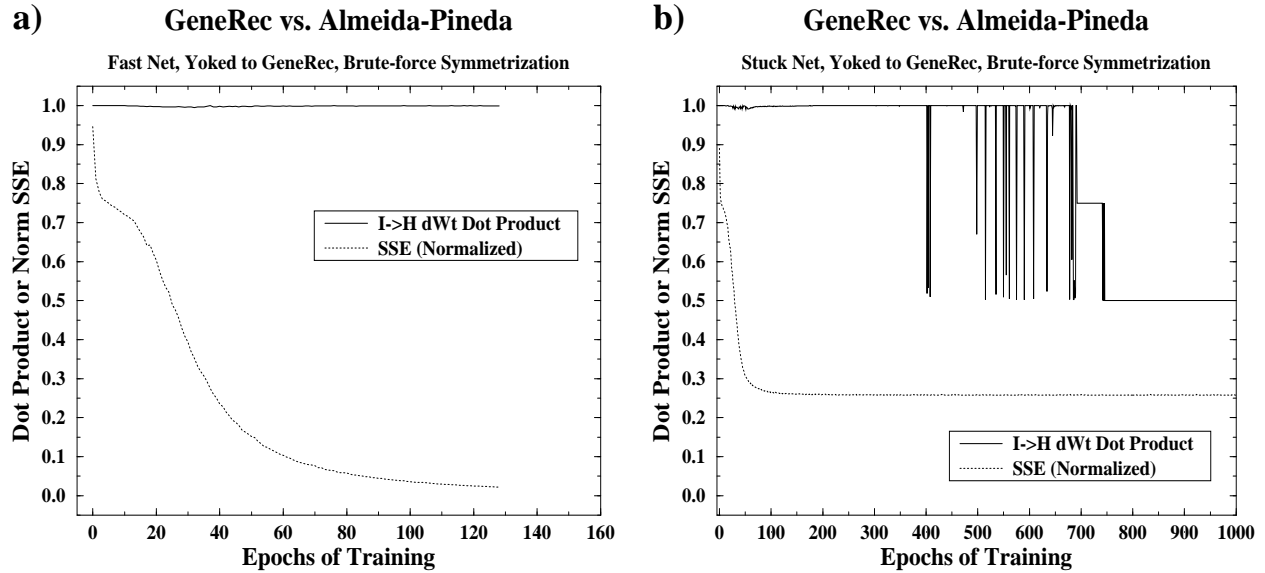 a)
GeneRec vs. Almeida-Pineda
Fast Net, Yoked to GeneRec, Brute-force Symmetrization
Dot Product or Norm SSE
1.0
0.9
0.8
0.7
0.6
0.5
0.4
0.3
0.2
0.1
0.0
I->H dWt Dot Product
SSE (Normalized)
0 20 40 60 80 100 120 140 160
Epochs of Training
b)
GeneRec vs. Almeida-Pineda
Stuck Net, Yoked to GeneRec, Brute-force Symmetrization
Dot Product or Norm SSE
1.0
0.9
0.8
0.7
0.6
0.5
0.4
0.3
0.2
0.1
0.0
I->H dWt Dot Product
SSE (Normalized)
0 100 200 300 400 500 600 700 800 900 1000
Epochs of Training